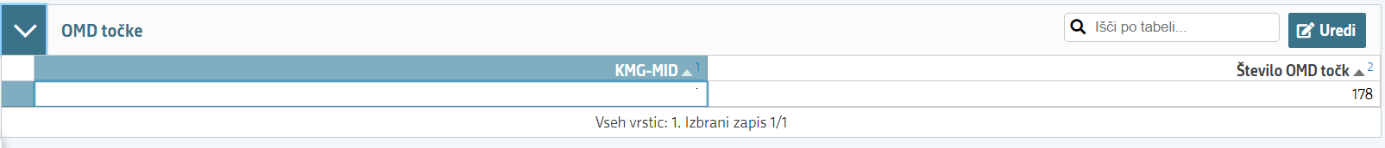 OMD točke
Išči po tabeli...
Uredi
KMG-MID 1
Število OMD točk 2
178
Vseh vrstic: 1. Izbrani zapis 1/1